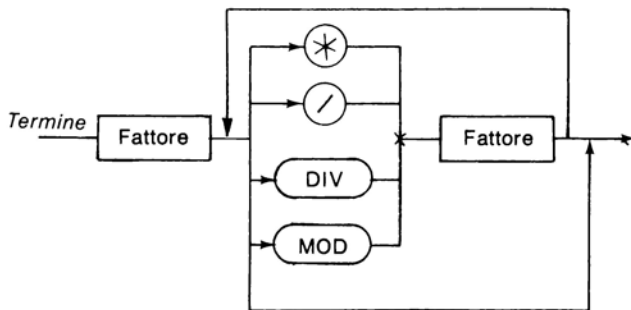 *
/
Termine
Fattore
Fattore
DIV
MOD